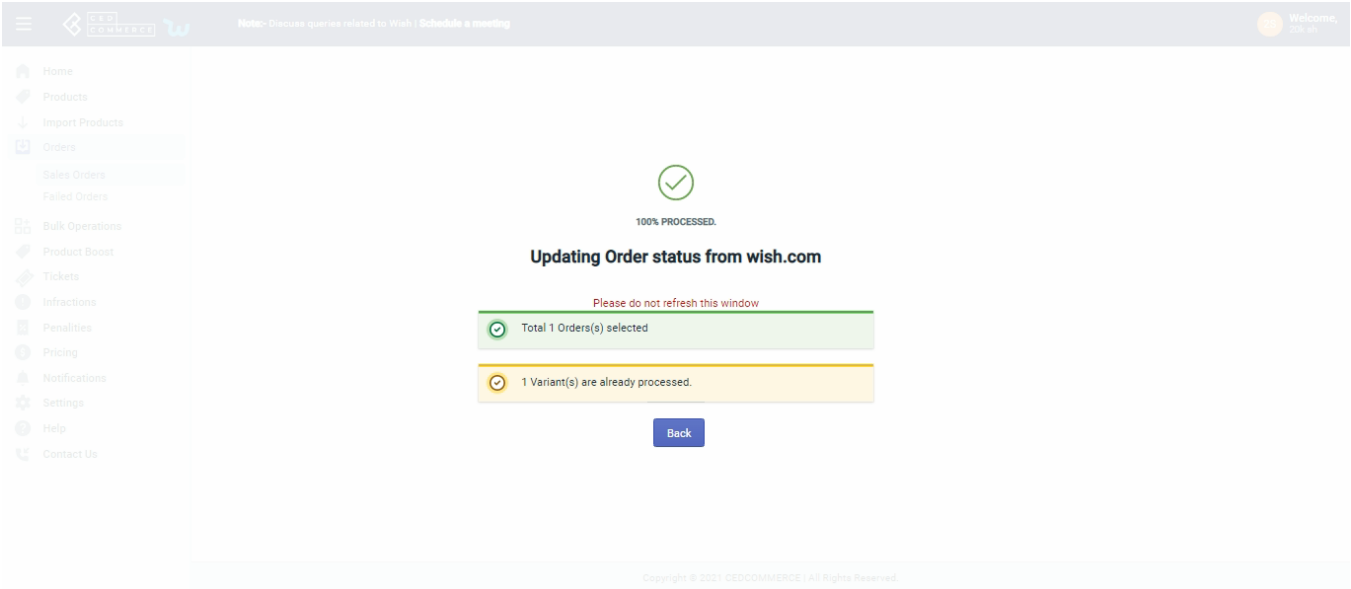 CED
COMMERCE
Note:- Discuss queries related to Wish | Schedule a meeting
Welcome,
Home
Products
Import Products
Orders
Sales Orders
Failed Orders
Bulk Operations
Product Boost
Tickets
Infractions
Penalities
Pricing
Notifications
Settings
Help
Contact Us
100% PROCESSED.
Updating Order status from wish.com
Please do not refresh this window
Total 1 Orders(s) selected
1 Variant(s) are already processed.
Back
Copyright © 2021 CEDCOMMERCE | All Rights Reserved.